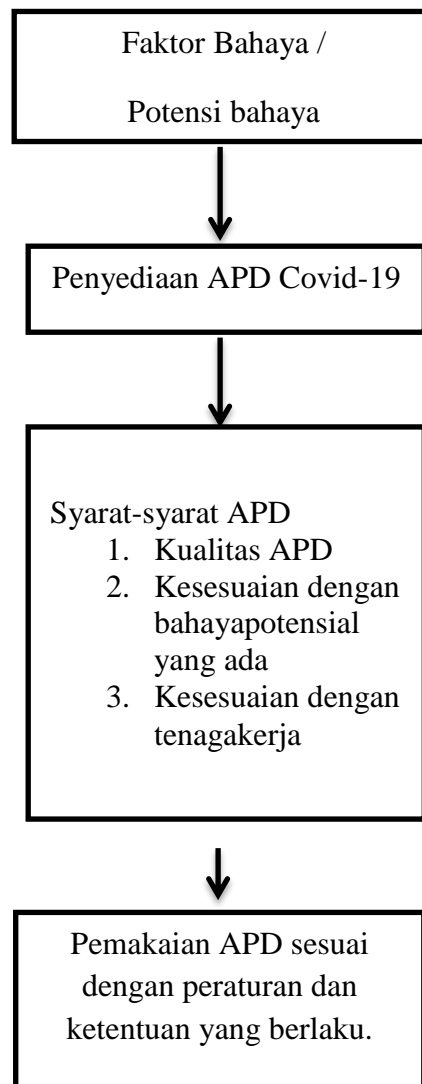 Faktor Bahaya /
Potensi bahaya
Penyediaan APD Covid-19
Syarat-syarat APD
1. Kualitas APD
2. Kesesuaian dengan
bahayapotensial
yang ada
3. Kesesuaian dengan
tenagakerja
Pemakaian APD sesuai
dengan peraturan dan
ketentuan yang berlaku.